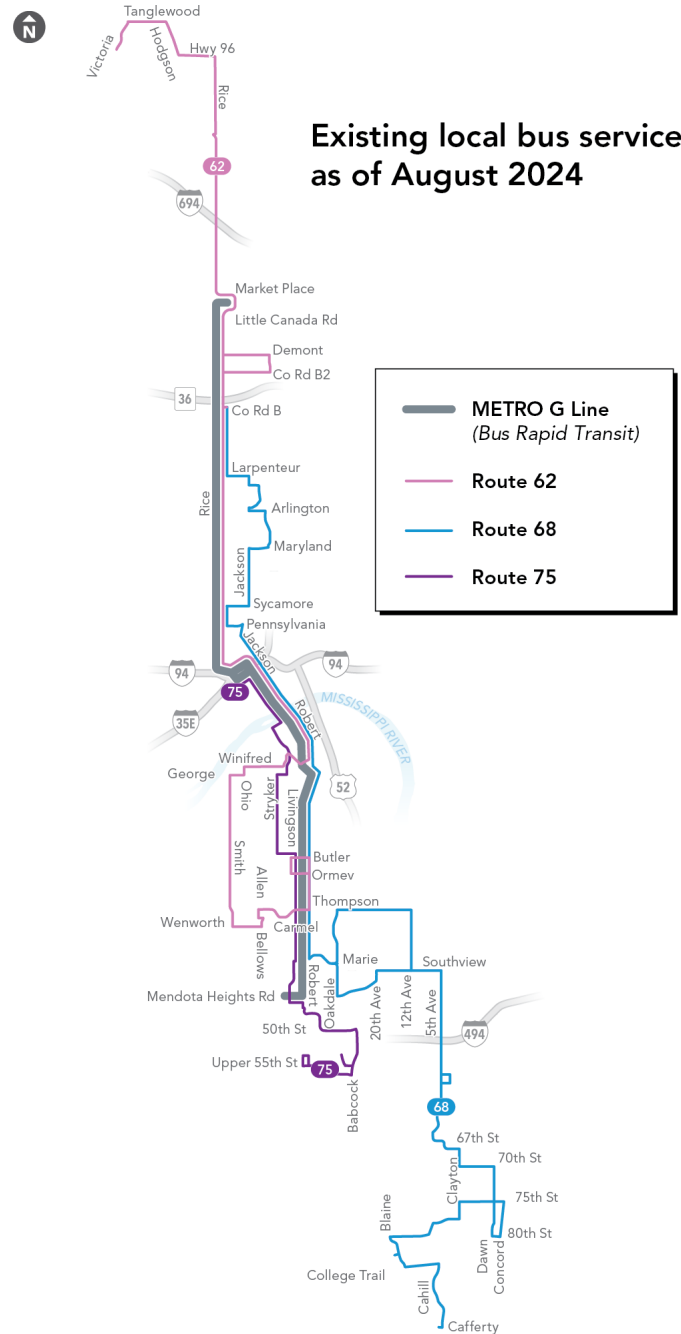 Tanglewood
N
Victoria
Hodgson
Hwy 96
Rice
Existing local bus service
as of August 2024
62
694
Market Place
Little Canada Rd
Demont
Co Rd B2
36
Co Rd B
METRO G Line
(Bus Rapid Transit)
Larpenteur
Route 62
Rice
Arlington
Route 68
Maryland
Jackson
Route 75
Sycamore
Pennsylvania
Jackson
94
94
75
35E
Robert
MISSISSIPPI RIVER
Winifred
George
52
Ohio
Stryker
Livingson
Smith
Butler
Allen
Ormev
Thompson
Wenworth
Carmel
Bellows
Marie
Southview
Mendota Heights Rd
Robert
Oakdale
20th Ave
12th Ave
5th Ave
50th St
494
Upper 55th St
75
Babcock
68
67th St
70th St
Clayton
75th St
Blaine
80th St
Dawn
Concord
College Trail
Cahill
Cafferty